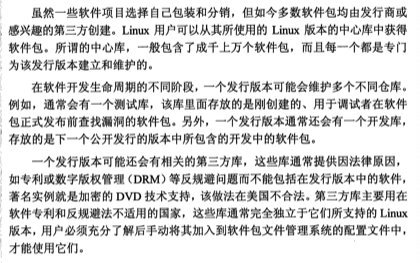 虽然一些软件项目选择自己包装和分销，但如今多数软件包均由发行商或
感兴趣的第三方创建。Linux 用户可以从其所使用的 Linux 版本的中心库中获得
软件包。所谓的中心库，一般包含了成千上万个软件包，而且每一个都是专门
为该发行版本建立和维护的。
在软件开发生命周期的不同阶段，一个发行版本可能会维护多个不同仓库。
例如，通常会有一个测试库，该库里面存放的是刚创建的、用于调试者在软件
包正式发布前查找漏洞的软件包。另外，一个发行版本通常还会有一个开发库，
存放的是下一个公开发行的版本中所包含的开发中的软件包。
一个发行版本可能还会有相关的第三方库，这些库通常提供因法律原因，
如专利或数字版权管理（DRM）等反规避问题而不能包括在发行版本中的软件，
著名实例就是加密的 DVD 技术支持，该做法在美国不合法。第三方库主要用在
软件专利和反规避法不适用的国家，这些库通常完全独立于它们所支持的 Linux
版本，用户必须充分了解后手动将其加入到软件包文件管理系统的配置文件中，
才能使用它们。